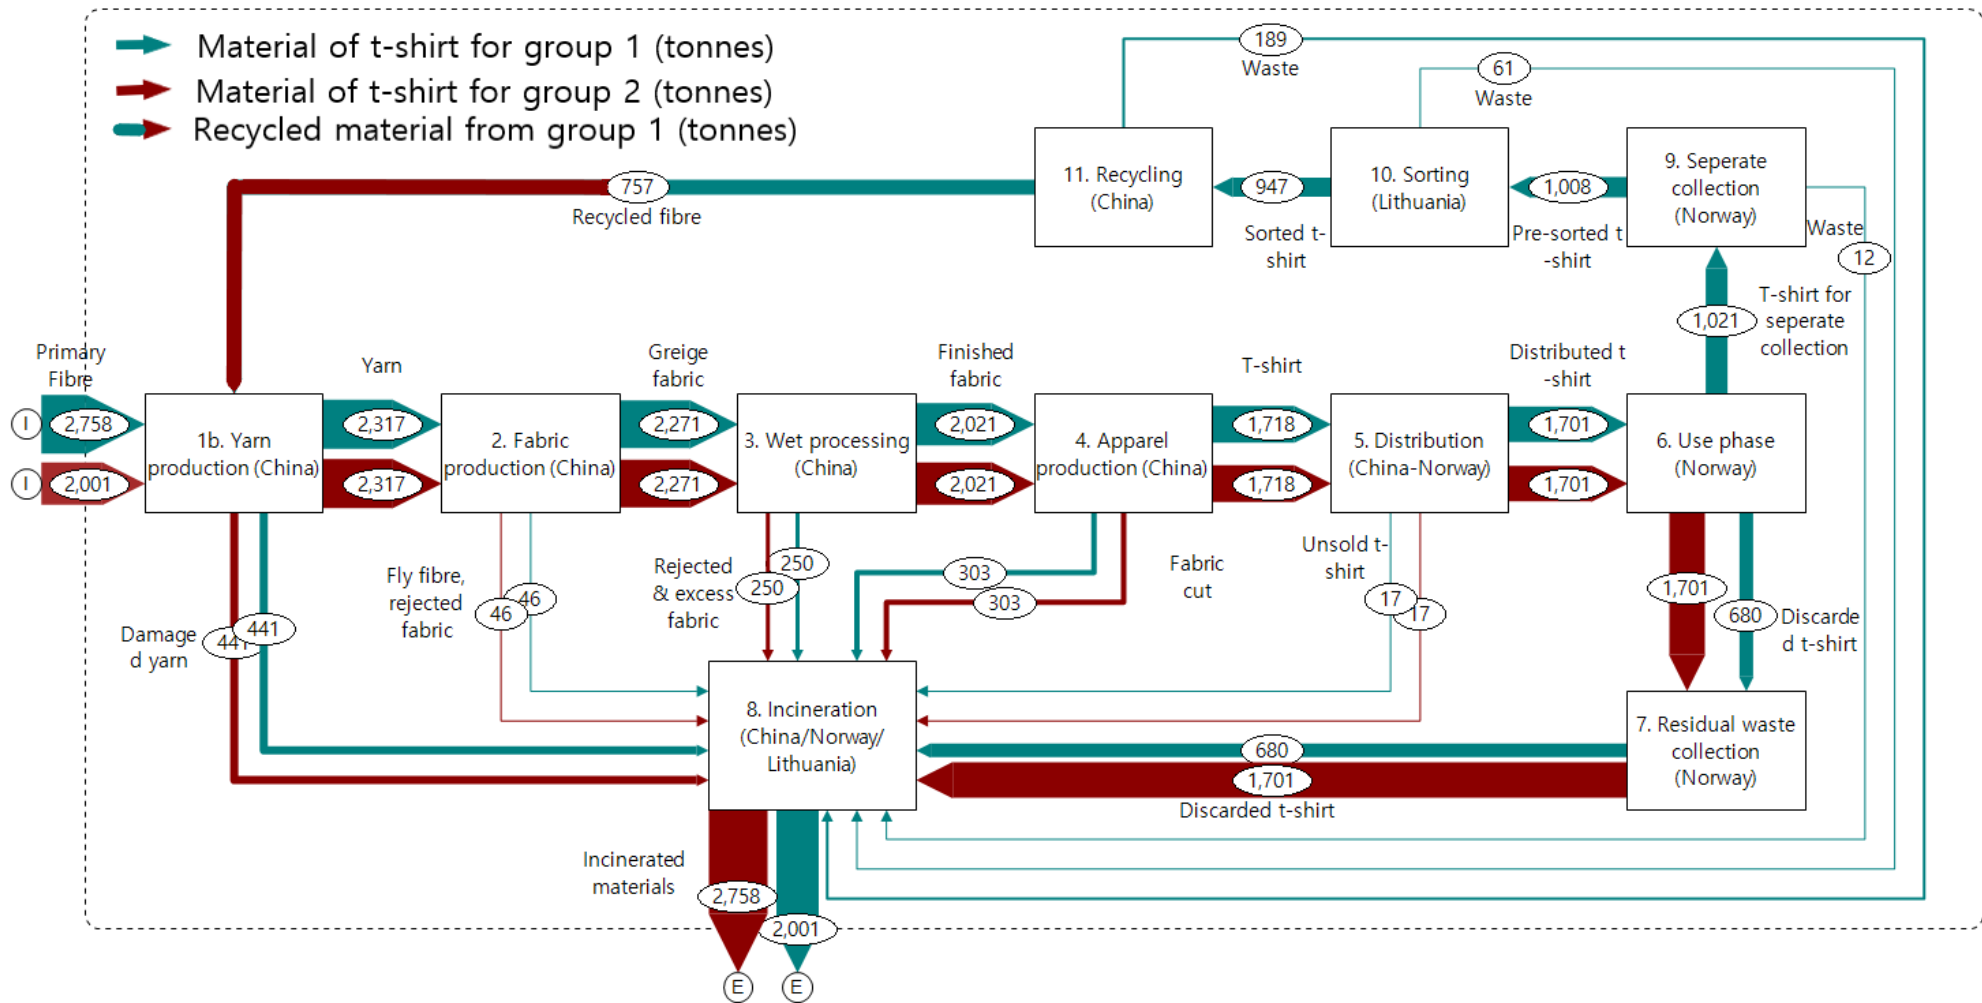 Material of t-shirt for group 1 (tonnes)
Material of t-shirt for group 2 (tonnes)
Recycled material from group 1 (tonnes)
189
Waste
61
Waste
11. Recycling
(China)
10. Sorting
(Lithuania)
9. Seperate
collection
(Norway)
757
Recycled fibre
947
Sorted t-
shirt
1,008
Pre-sorted t
-shirt
Waste
12
1,021
T-shirt for
seperate
collection
Primary
Fibre
Yarn
Greige
fabric
Finished
fabric
T-shirt
Distributed t
-shirt
I
2,758
I
2,001
1b. Yarn
production (China)
2,317
2,317
2. Fabric
production (China)
2,271
2,271
3. Wet processing
(China)
2,021
2,021
4. Apparel
production (China)
1,718
1,718
5. Distribution
(China-Norway)
1,701
1,701
6. Use phase
(Norway)
Damage
d yarn
441
441
Fly fibre,
rejected
fabric
46
46
Rejected
& excess
fabric
250
250
303
303
Fabric
cut
Unsold t-
shirt
17
17
1,701
680
Discarde
d t-shirt
8. Incineration
(China/Norway/
Lithuania)
680
1,701
Discarded t-shirt
7. Residual waste
collection
(Norway)
Incinerated
materials
2,758
2,001
E
E